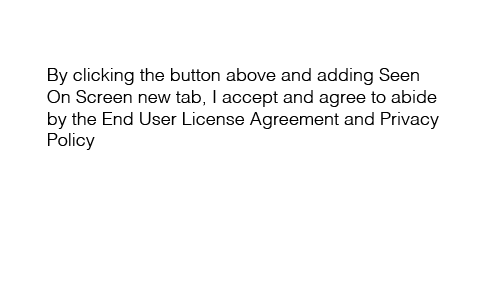 By clicking the button above and adding Seen
On Screen new tab, I accept and agree to abide
by the End User License Agreement and Privacy
Policy